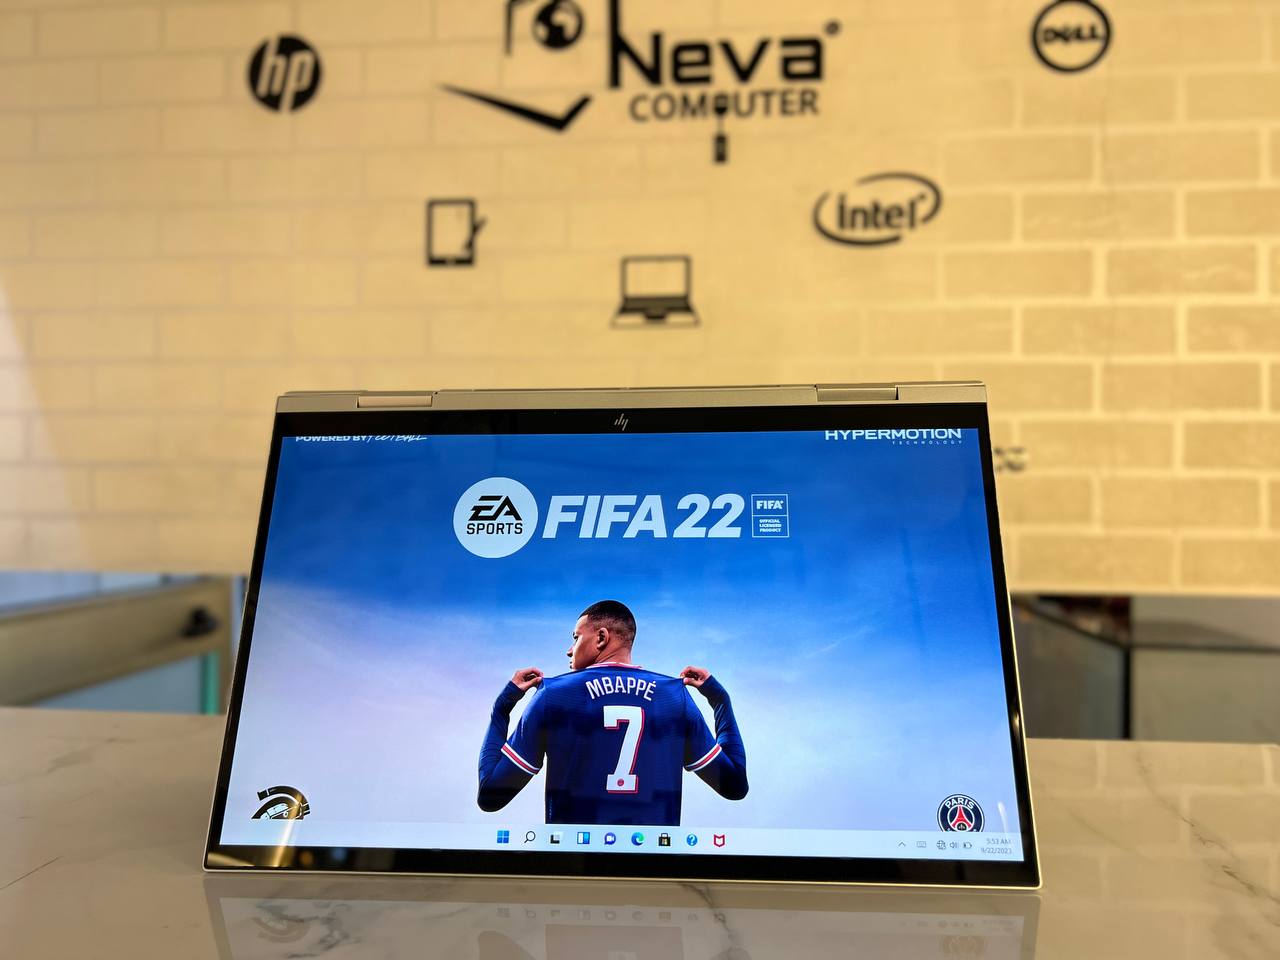 hp
Neva®
COMPUTER
DELL
intel
hp
POWERED BY FOOTBALL
HYPERMOTION
TECHNOLOGY
EA
SPORTS
FIFA 22
FIFA
OFFICIAL
LICENSED
PRODUCT
MBAPPÉ
7
PARIS
5:53 AM
9/22/2023